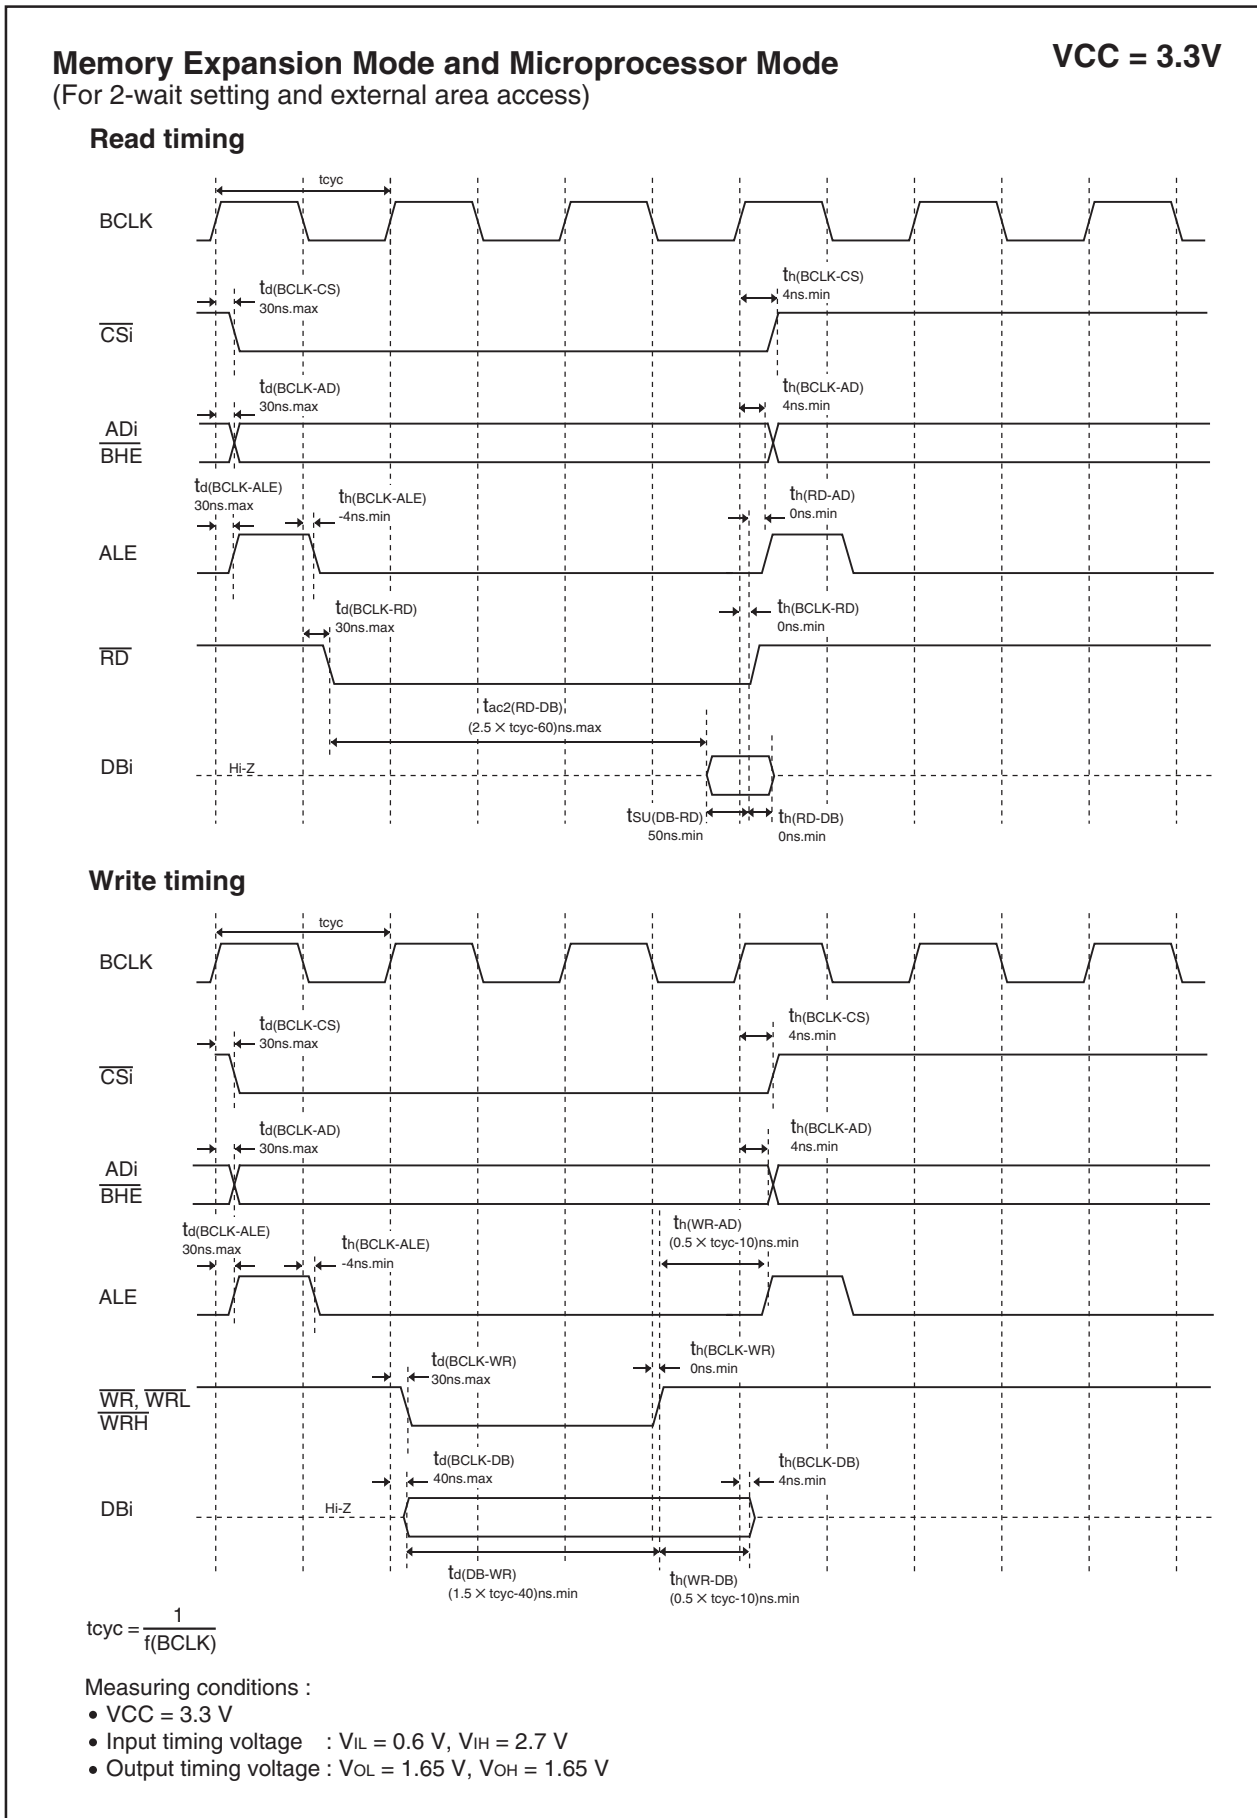 Memory Expansion Mode and Microprocessor Mode
VCC = 3.3V
(For 2-wait setting and external area access)
Read timing
tcyc
BCLK
td(BCLK-CS)
30ns.max
th(BCLK-CS)
4ns.min
CSi
td(BCLK-AD)
30ns.max
th(BCLK-AD)
4ns.min
ADi
BHE
td(BCLK-ALE)
30ns.max
th(BCLK-ALE)
-4ns.min
th(RD-AD)
0ns.min
ALE
td(BCLK-RD)
30ns.max
th(BCLK-RD)
0ns.min
RD
tac2(RD-DB)
(2.5 × tcyc-60)ns.max
DBi
Hi-Z
tSU(DB-RD)
50ns.min
th(RD-DB)
0ns.min
Write timing
tcyc
BCLK
td(BCLK-CS)
30ns.max
th(BCLK-CS)
4ns.min
CSi
td(BCLK-AD)
30ns.max
th(BCLK-AD)
4ns.min
ADi
BHE
td(BCLK-ALE)
30ns.max
th(BCLK-ALE)
-4ns.min
th(WR-AD)
(0.5 × tcyc-10)ns.min
ALE
td(BCLK-WR)
30ns.max
th(BCLK-WR)
0ns.min
WR, WRL
WRH
td(BCLK-DB)
40ns.max
th(BCLK-DB)
4ns.min
DBi
Hi-Z
td(DB-WR)
(1.5 × tcyc-40)ns.min
th(WR-DB)
(0.5 × tcyc-10)ns.min
tcyc = 1
f(BCLK)
Measuring conditions :
• VCC = 3.3 V
• Input timing voltage : VIL = 0.6 V, VIH = 2.7 V
• Output timing voltage : VOL = 1.65 V, VOH = 1.65 V